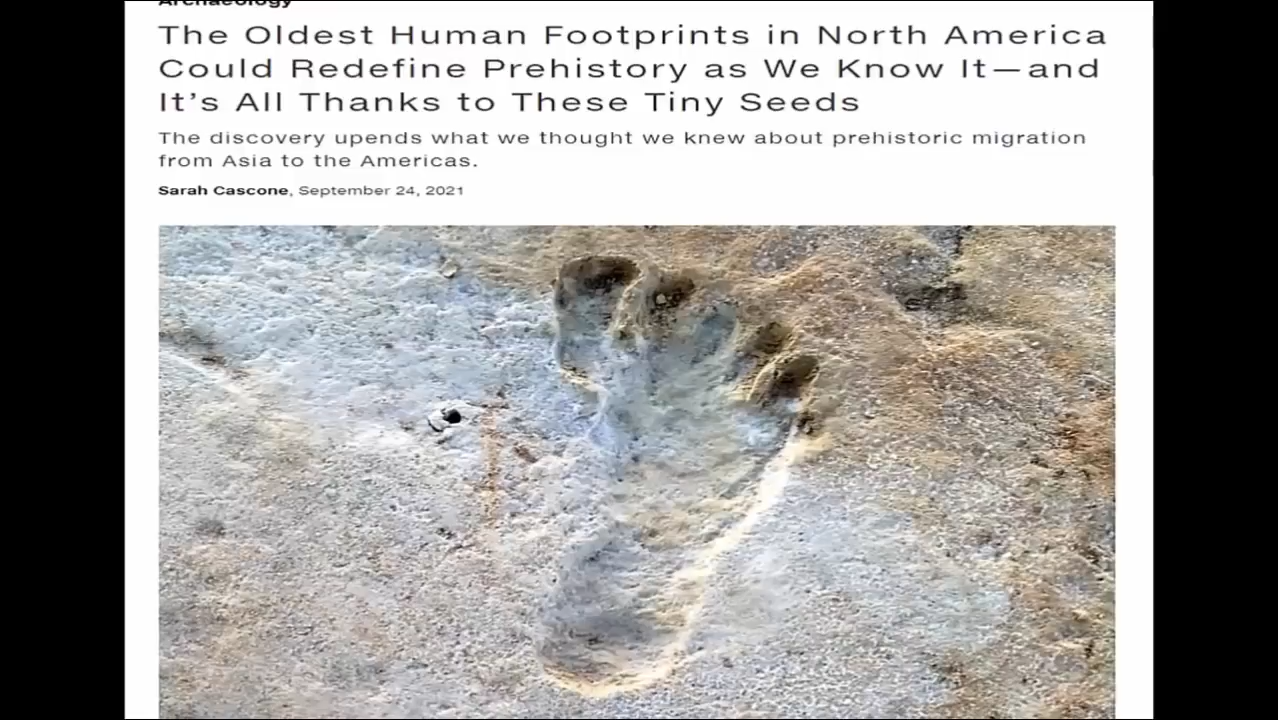 Archaeology
The Oldest Human Footprints in North America
Could Redefine Prehistory as We Know It—and
It's All Thanks to These Tiny Seeds
The discovery upends what we thought we knew about prehistoric migration
from Asia to the Americas.
Sarah Cascone, September 24, 2021